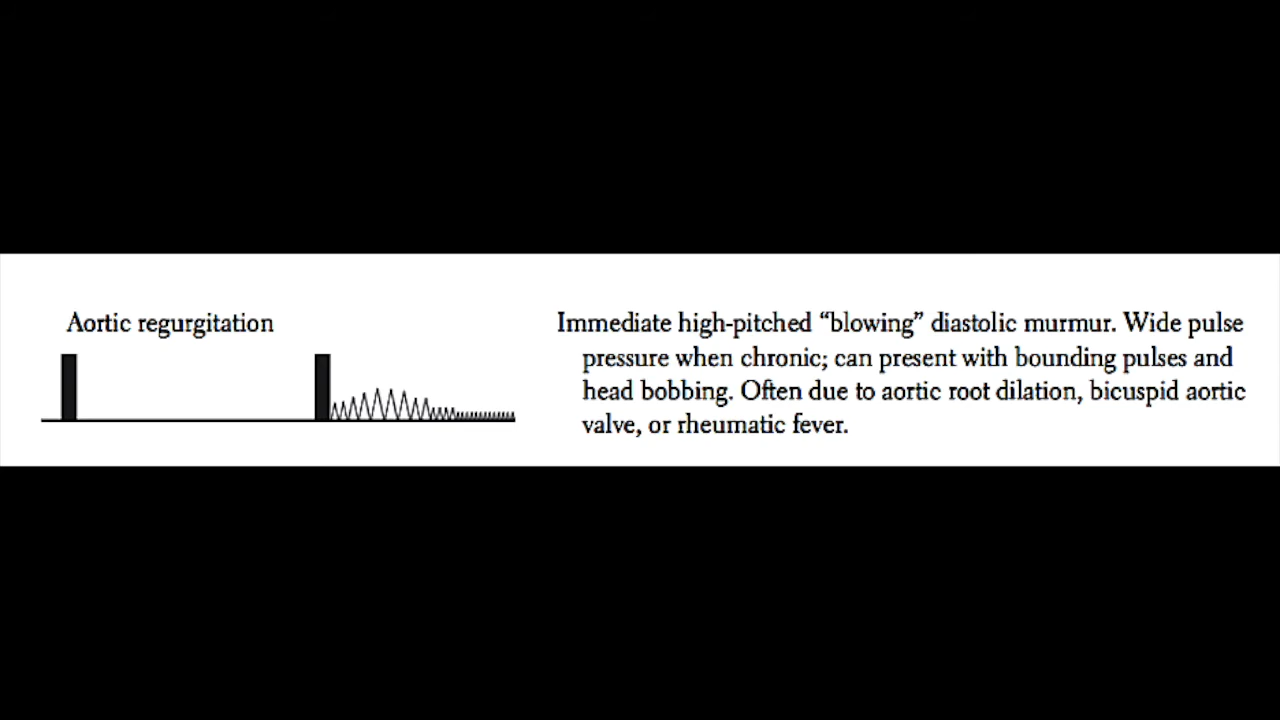 Aortic regurgitation
Immediate high-pitched “blowing” diastolic murmur. Wide pulse
pressure when chronic; can present with bounding pulses and
head bobbing. Often due to aortic root dilation, bicuspid aortic
valve, or rheumatic fever.